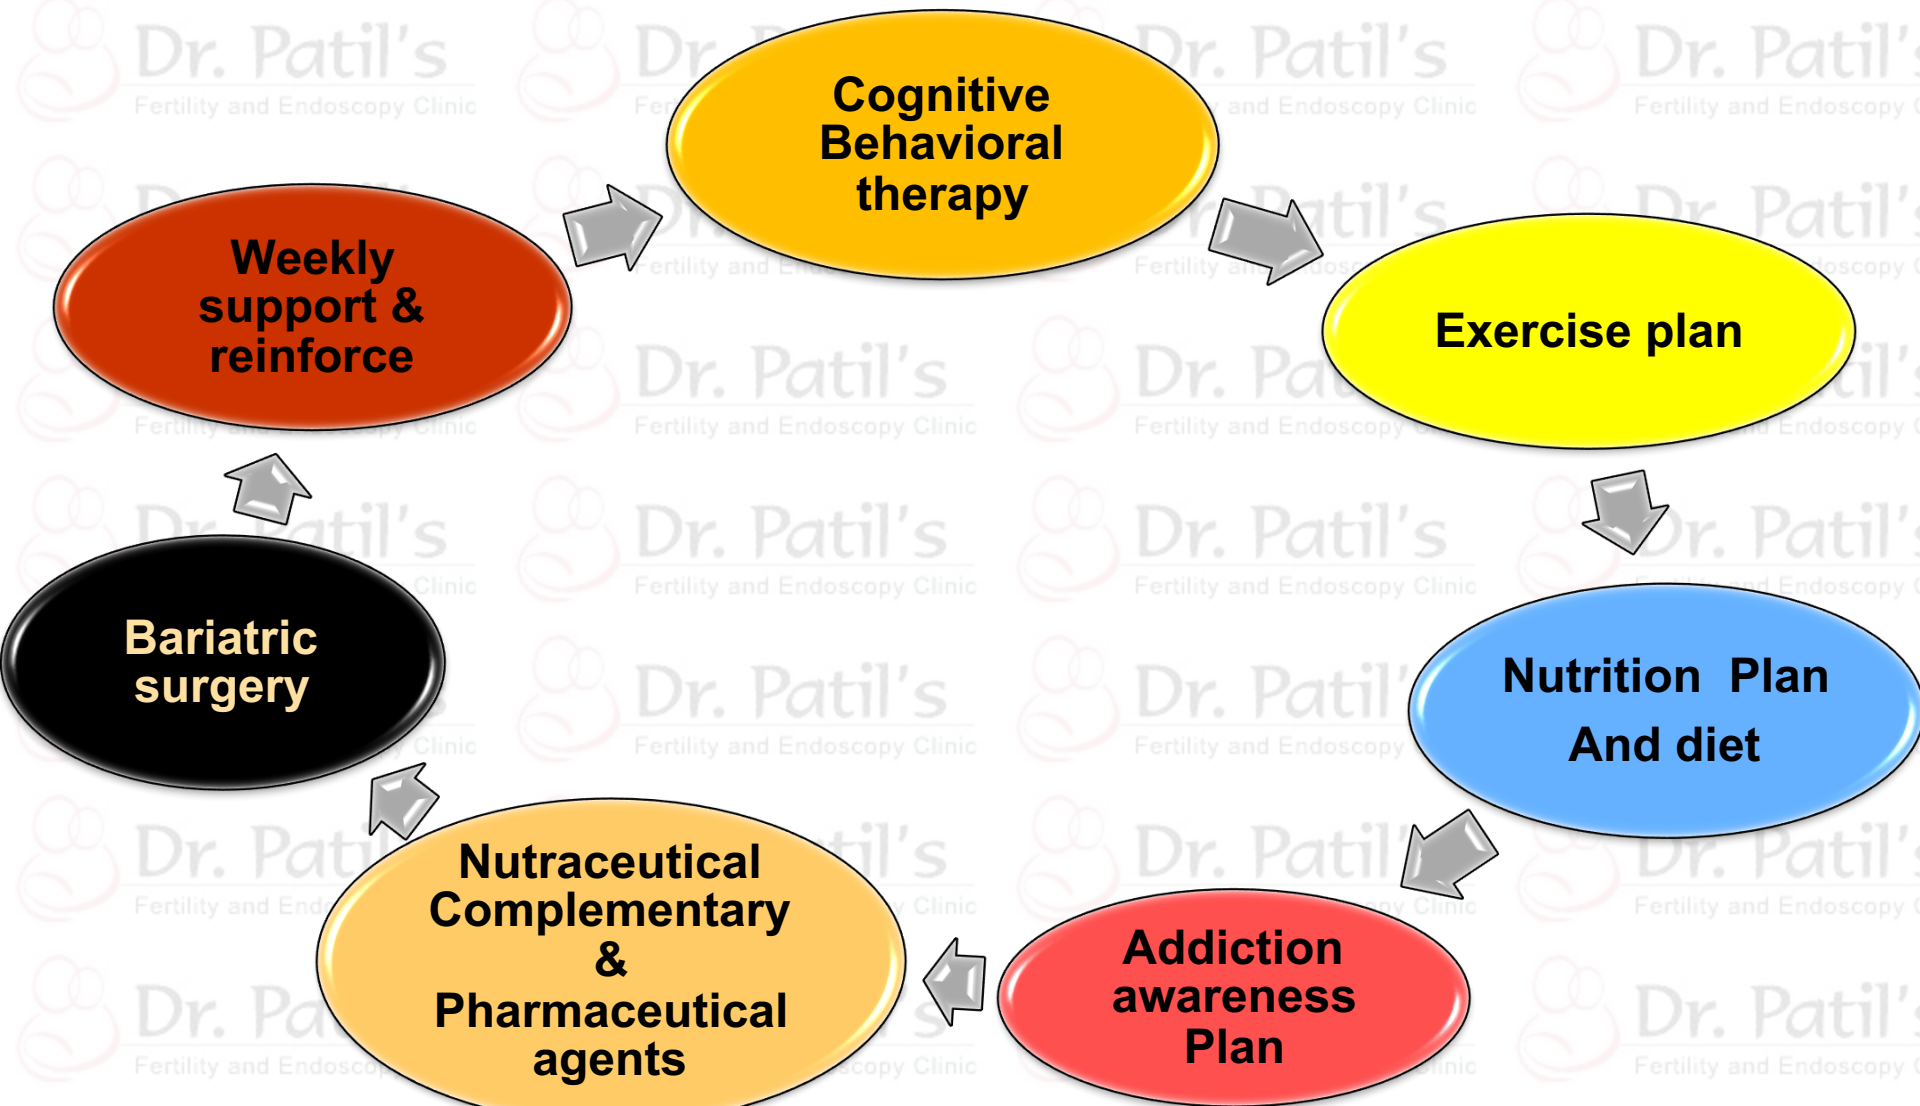 Cognitive
Behavioral
therapy
Exercise plan
Nutrition Plan
And diet
Addiction
awareness
Plan
Nutraceutical
Complementary
&
Pharmaceutical
agents
Bariatric
surgery
Weekly
support &
reinforce
Dr. Patil's
Fertility and Endoscopy Clinic